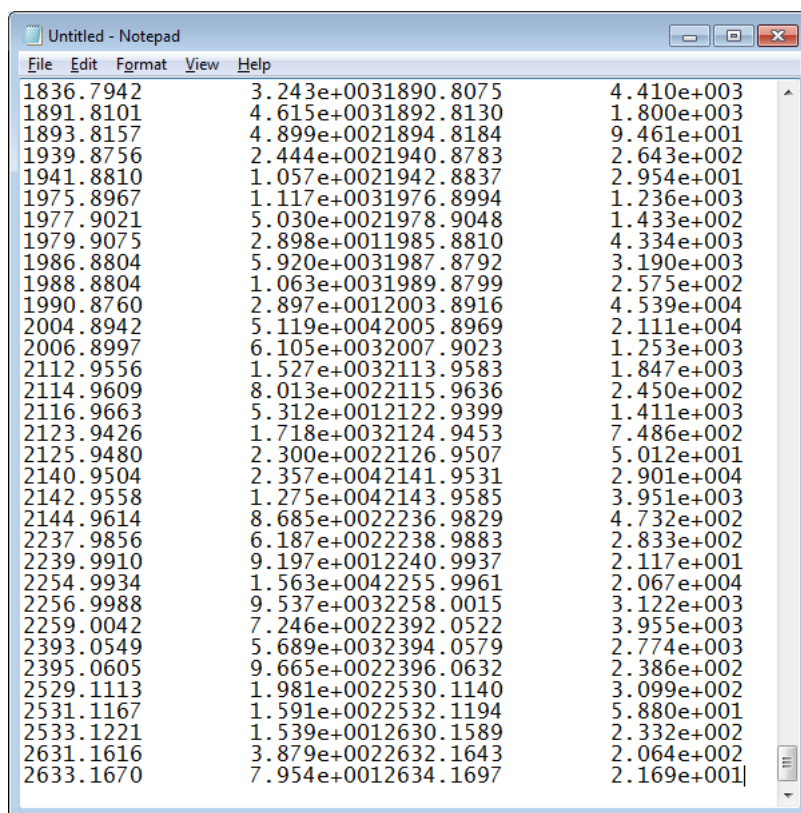 Untitled - Notepad
File Edit Format View Help
1836.7942 3.243e+0031890.8075 4.410e+003
1891.8101 4.615e+0031892.8130 1.800e+003
1893.8157 4.899e+0021894.8184 9.461e+001
1939.8756 2.444e+0021940.8783 2.643e+002
1941.8810 1.057e+0021942.8837 2.954e+001
1975.8967 1.117e+0031976.8994 1.236e+003
1977.9021 5.030e+0021978.9048 1.433e+002
1979.9075 2.898e+0011985.8810 4.334e+003
1986.8804 5.920e+0031987.8792 3.190e+003
1988.8804 1.063e+0031989.8799 2.575e+002
1990.8760 2.897e+0012003.8916 4.539e+004
2004.8942 5.119e+0042005.8969 2.111e+004
2006.8997 6.105e+0032007.9023 1.253e+003
2112.9556 1.527e+0032113.9583 1.847e+003
2114.9609 8.013e+0022115.9636 2.450e+002
2116.9663 5.312e+0012122.9399 1.411e+003
2123.9426 1.718e+0032124.9453 7.486e+002
2125.9480 2.300e+0022126.9507 5.012e+001
2140.9504 2.357e+0042141.9531 2.901e+004
2142.9558 1.275e+0042143.9585 3.951e+003
2144.9614 8.685e+0022236.9829 4.732e+002
2237.9856 6.187e+0022238.9883 2.833e+002
2239.9910 9.197e+0012240.9937 2.117e+001
2254.9934 1.563e+0042255.9961 2.067e+004
2256.9988 9.537e+0032258.0015 3.122e+003
2259.0042 7.246e+0022392.0522 3.955e+003
2393.0549 5.689e+0032394.0579 2.774e+003
2395.0605 9.665e+0022396.0632 2.386e+002
2529.1113 1.981e+0022530.1140 3.099e+002
2531.1167 1.591e+0022532.1194 5.880e+001
2533.1221 1.539e+0012630.1589 2.332e+002
2631.1616 3.879e+0022632.1643 2.064e+002
2633.1670 7.954e+0012634.1697 2.169e+001